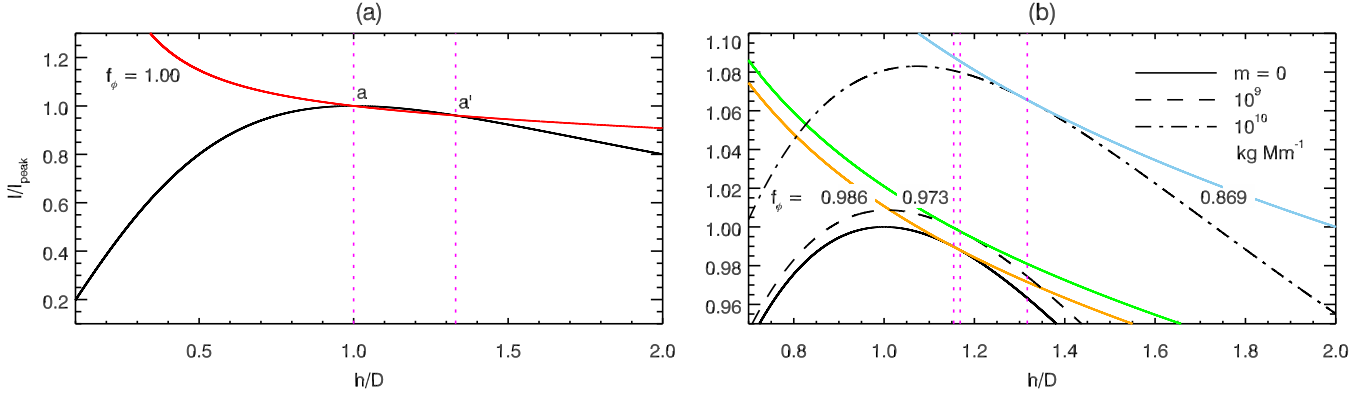 (a)
I/I_peak
1.2
1.0
0.8
0.6
0.4
0.2
f_ϕ = 1.00
a
a'
0.5
1.0
1.5
2.0
h/D
(b)
1.10
1.08
1.06
1.04
1.02
1.00
0.98
0.96
m = 0
10^9
10^10
kg Mm^-1
f_ϕ = 0.986 0.973 0.869
0.8
1.0
1.2
1.4
1.6
1.8
2.0
h/D